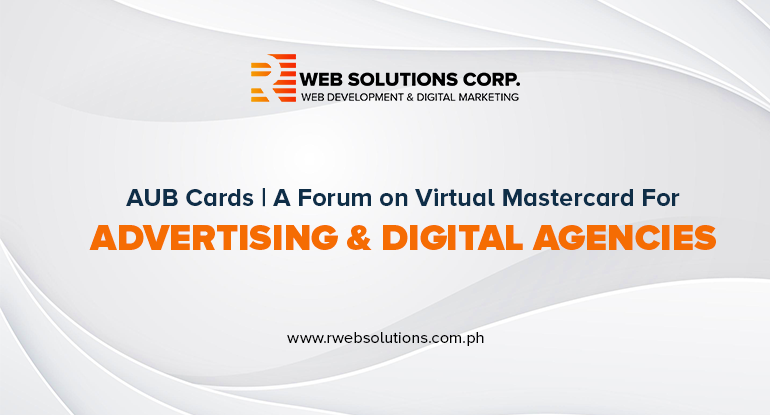 R WEB SOLUTIONS CORP.
WEB DEVELOPMENT & DIGITAL MARKETING
AUB Cards | A Forum on Virtual Mastercard For
ADVERTISING & DIGITAL AGENCIES
www.rwebsolutions.com.ph